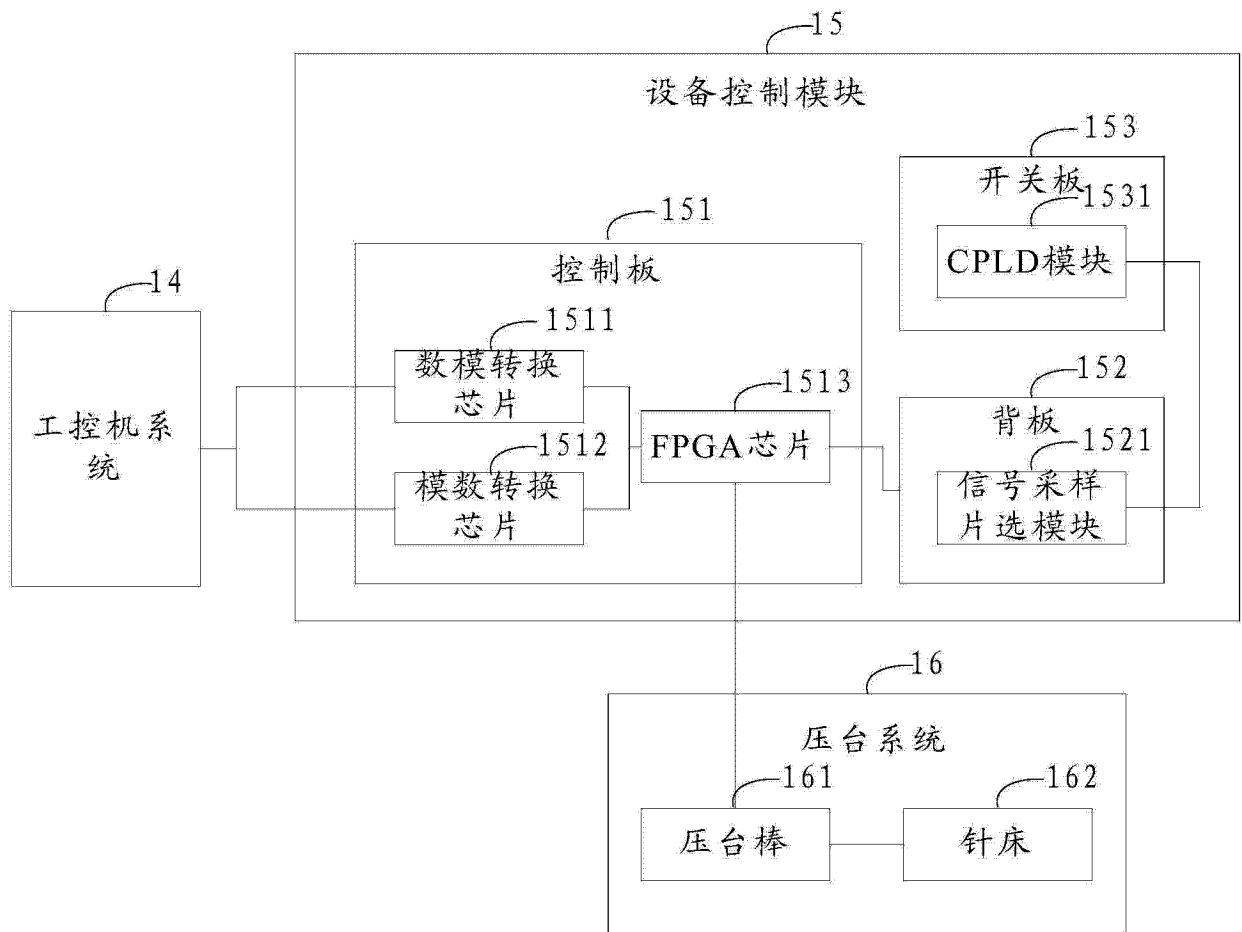 15
设备控制模块
153
开关板
1531
CPLD模块
151
控制板
14
工控机系
统
1511
数模转换
芯片
1512
模数转换
芯片
1513
FPGA芯片
152
背板
1521
信号采样
片选模块
16
压台系统
161
压台棒
162
针床